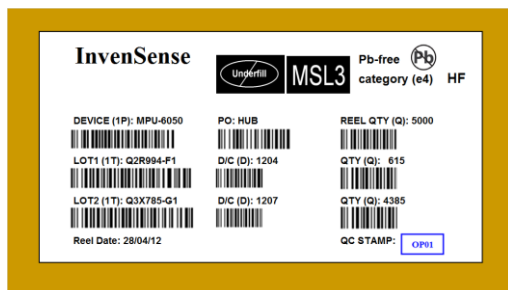 InvenSense
Underfill
MSL3
Pb-free
category (e4)
Pb
HF
DEVICE (1P): MPU-6050
PO: HUB
REEL QTY (Q): 5000
LOT1 (1T): Q2R994-F1
D/C (D): 1204
QTY (Q): 615
LOT2 (1T): Q3X785-G1
D/C (D): 1207
QTY (Q): 4385
Reel Date: 28/04/12
QC STAMP: OP01